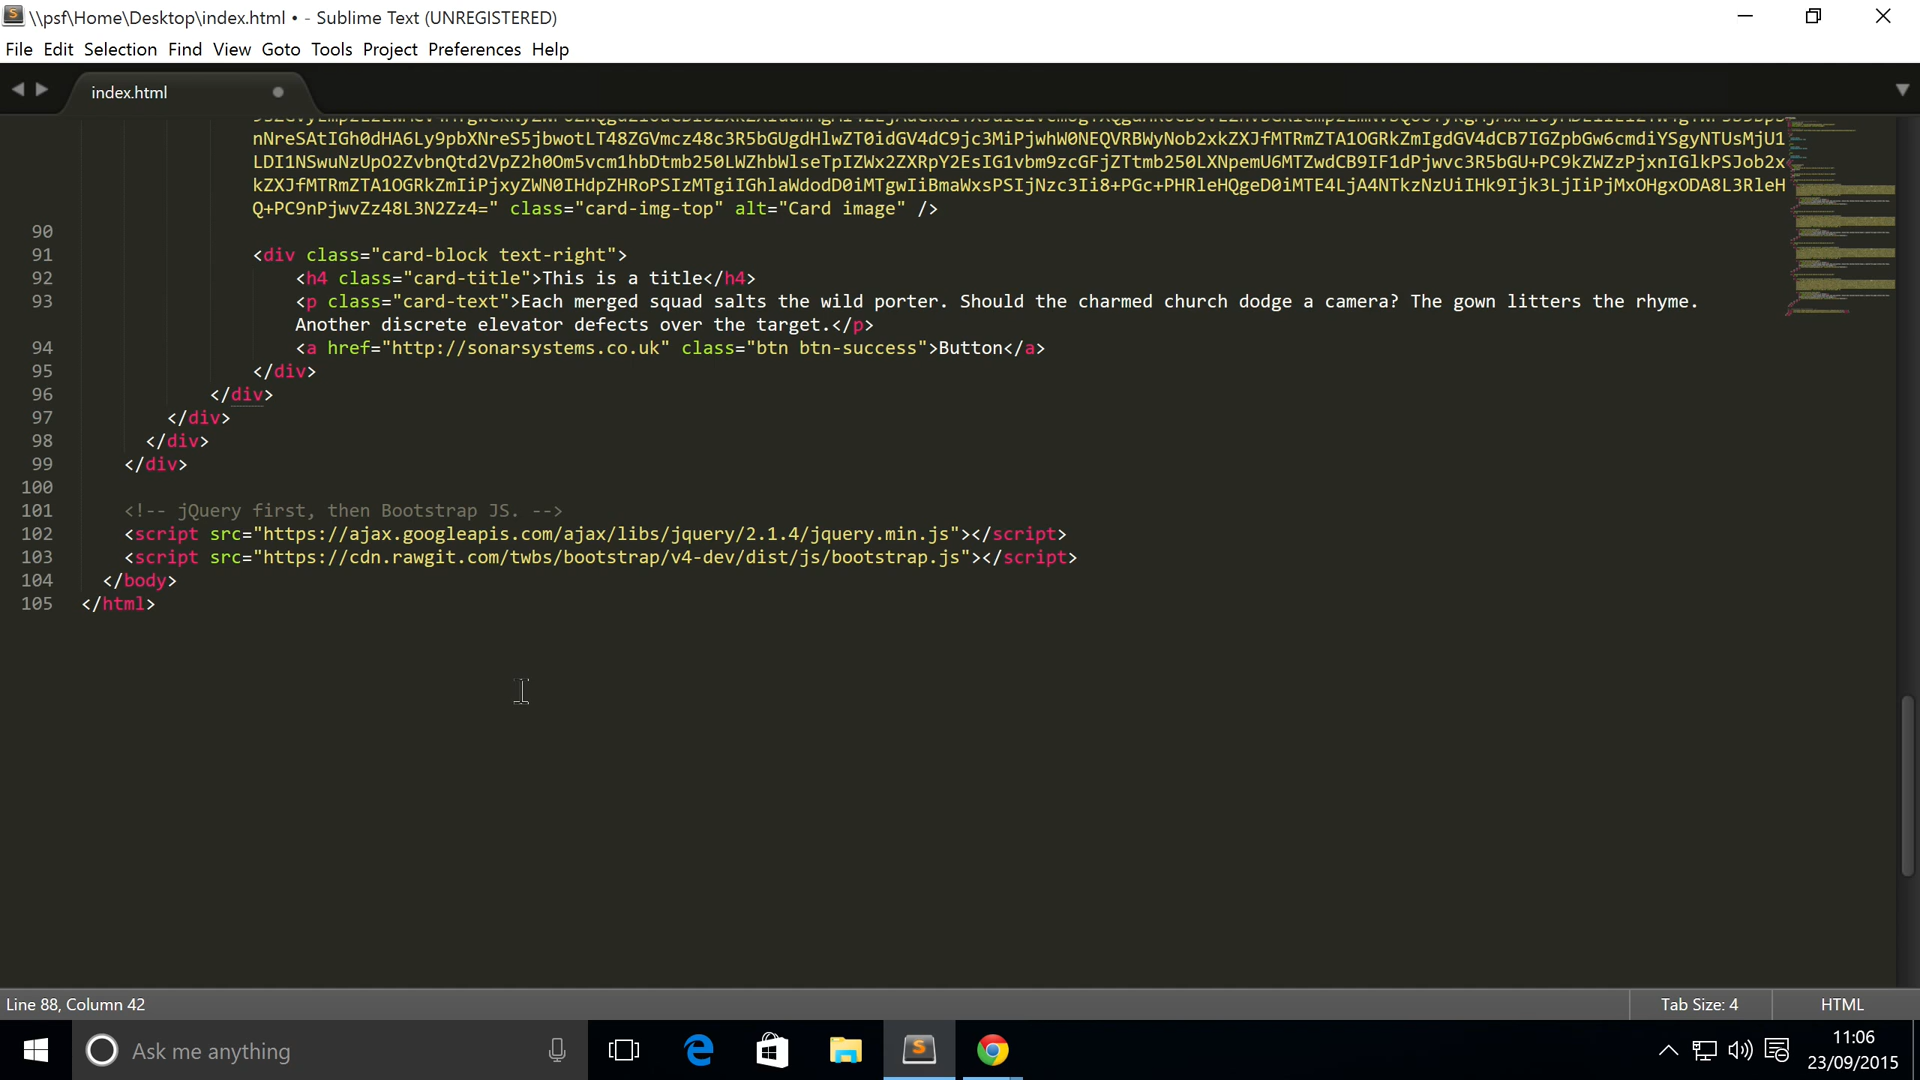 \\psf\Home\Desktop\index.html • - Sublime Text (UNREGISTERED)
File Edit Selection Find View Goto Tools Project Preferences Help
index.html
Q+PC9nPjwvZz48L3N2Zz4=" class="card-img-top" alt="Card image" />
90
91 <div class="card-block text-right">
92 <h4 class="card-title">This is a title</h4>
93 <p class="card-text">Each merged squad salts the wild porter. Should the charmed church dodge a camera? The gown litters the rhyme.
Another discrete elevator defects over the target.</p>
94 <a href="http://sonarsystems.co.uk" class="btn btn-success">Button</a>
95 </div>
96 </div>
97 </div>
98 </div>
99 </div>
100
101 <!-- jQuery first, then Bootstrap JS. -->
102 <script src="https://ajax.googleapis.com/ajax/libs/jquery/2.1.4/jquery.min.js"></script>
103 <script src="https://cdn.rawgit.com/twbs/bootstrap/v4-dev/dist/js/bootstrap.js"></script>
104 </body>
105 </html>
Line 88, Column 42
Tab Size: 4
HTML
Ask me anything
11:06
23/09/2015